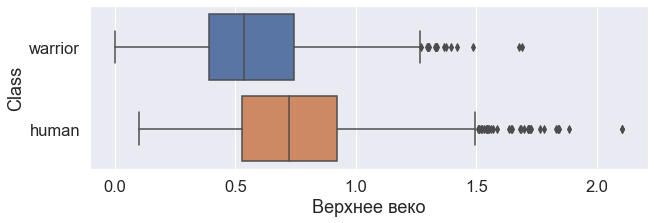 Class
warrior
human
0.0 0.5 1.0 1.5 2.0
Верхнее веко